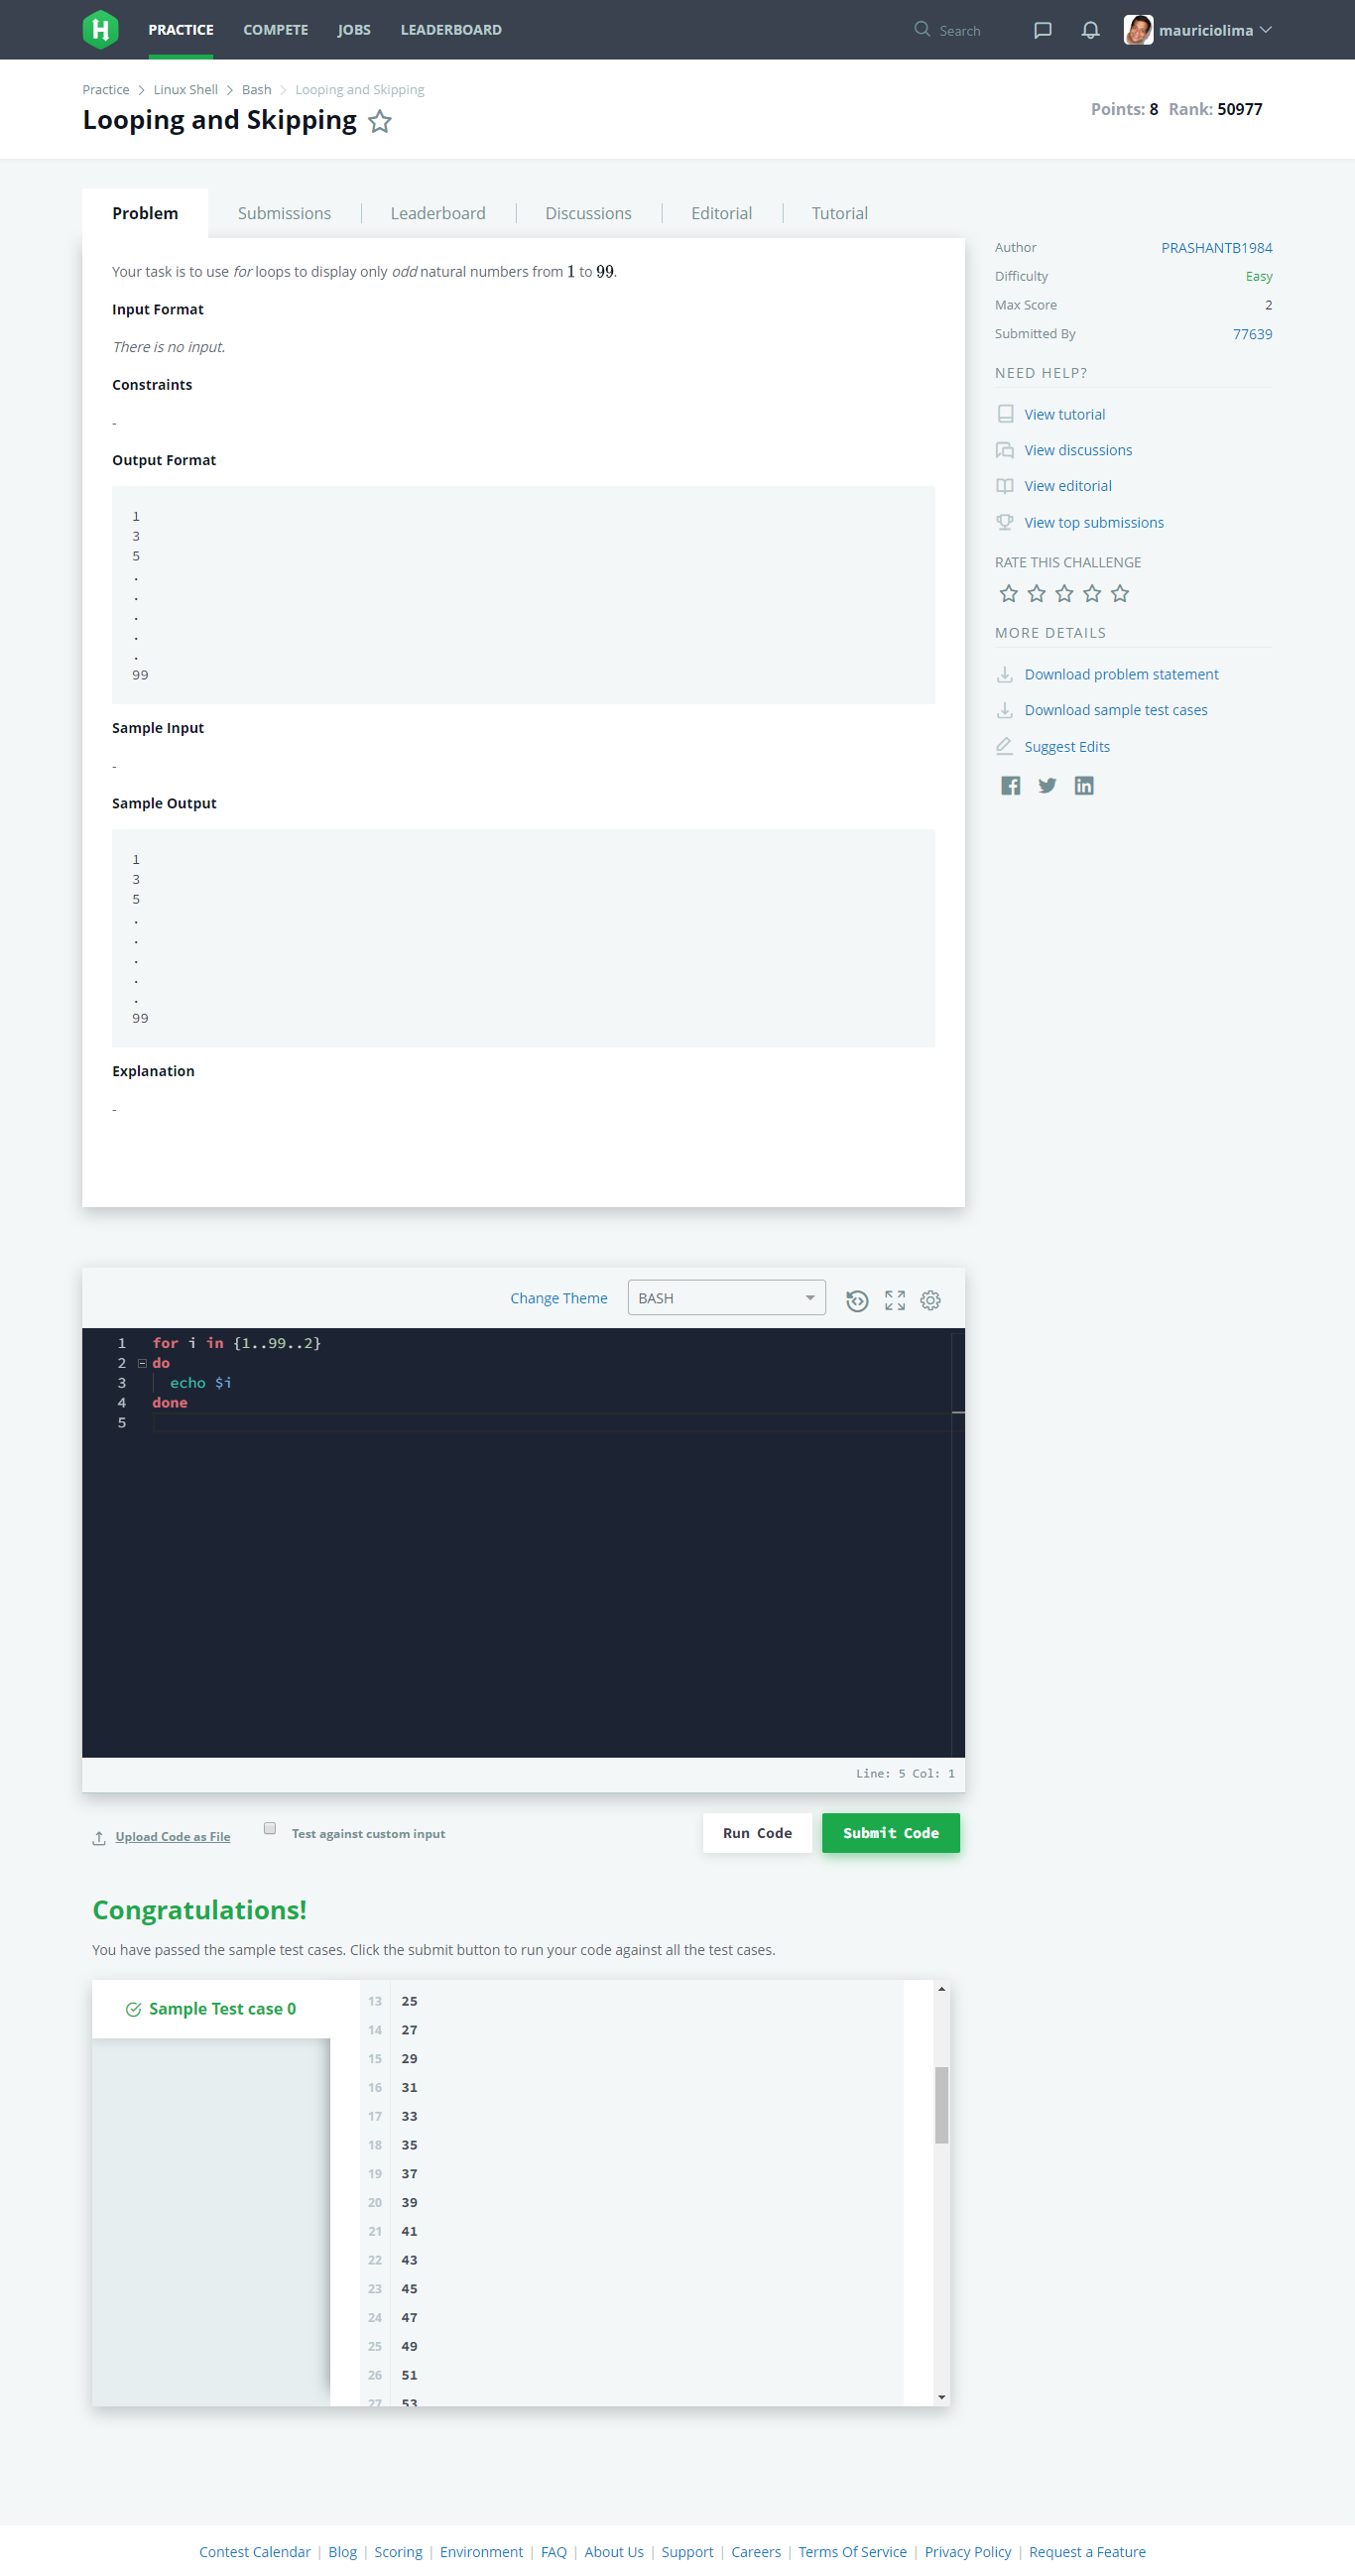 H PRACTICE COMPETE JOBS LEADERBOARD Search mauriciolima
Practice > Linux Shell > Bash > Looping and Skipping
Looping and Skipping
Points: 8 Rank: 50977
Problem Submissions Leaderboard Discussions Editorial Tutorial
Your task is to use for loops to display only odd natural numbers from 1 to 99.
Input Format
There is no input.
Constraints
-
Output Format
1
3
5
.
.
.
.
.
99
Sample Input
-
Sample Output
1
3
5
.
.
.
.
.
99
Explanation
-
Author PRASHANTB1984
Difficulty Easy
Max Score 2
Submitted By 77639
NEED HELP?
View tutorial
View discussions
View editorial
View top submissions
RATE THIS CHALLENGE
MORE DETAILS
Download problem statement
Download sample test cases
Suggest Edits
Change Theme BASH
1 for i in {1..99..2}
2 do
3 echo $i
4 done
5
Line: 5 Col: 1
Upload Code as File Test against custom input Run Code Submit Code
Congratulations!
You have passed the sample test cases. Click the submit button to run your code against all the test cases.
Sample Test case 0
13 25
14 27
15 29
16 31
17 33
18 35
19 37
20 39
21 41
22 43
23 45
24 47
25 49
26 51
27 53
Contest Calendar | Blog | Scoring | Environment | FAQ | About Us | Support | Careers | Terms Of Service | Privacy Policy | Request a Feature